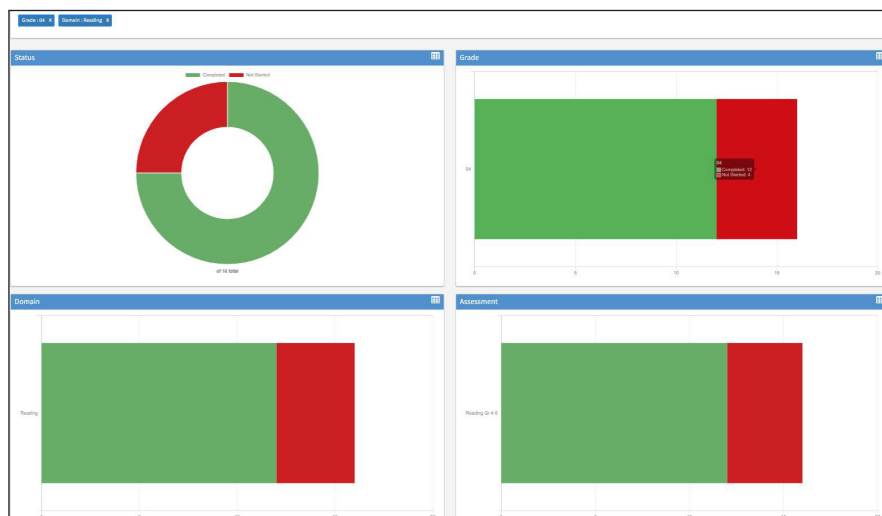 Grade : 04 X Domain : Reading X
Status
Completed Not Started
of 16 total
Grade
04
04
Completed: 12
Not Started: 4
0 5 10 15 20
Domain
Reading
Assessment
Reading Gr 4 5